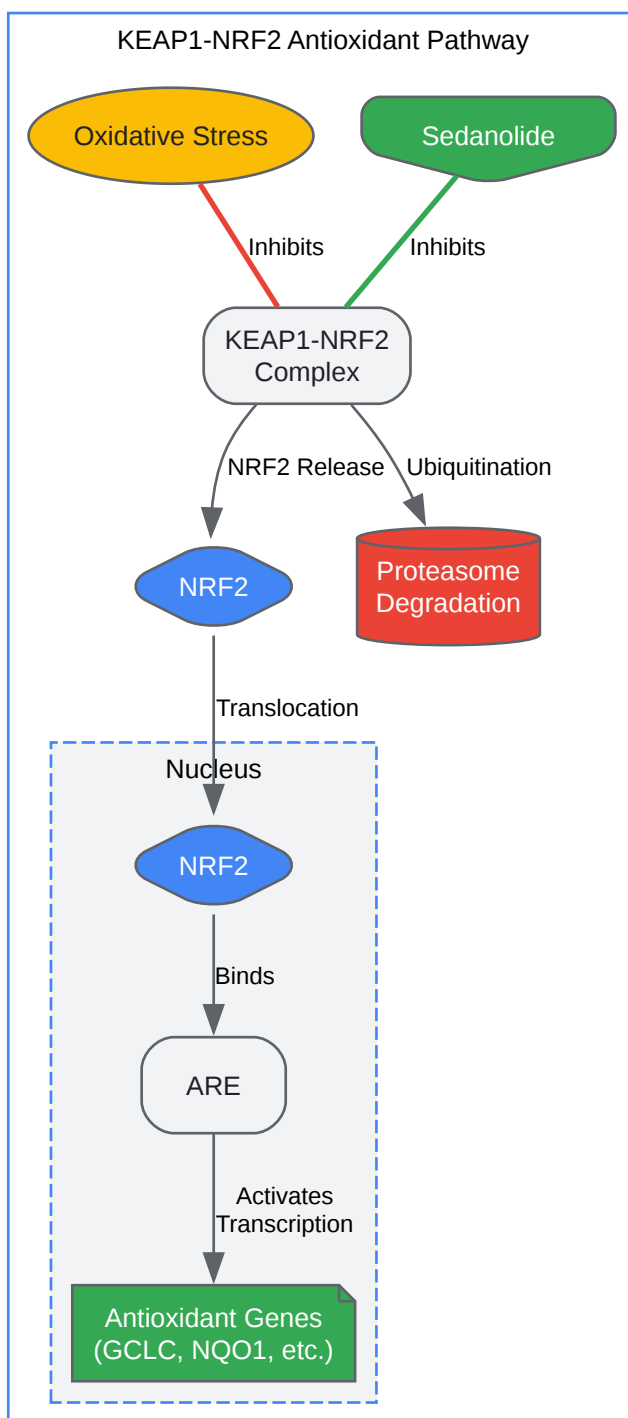 KEAP1-NRF2 Antioxidant Pathway
Oxidative Stress
Sedanolide
Inhibits
Inhibits
KEAP1-NRF2
Complex
NRF2 Release
Ubiquitination
NRF2
Proteasome
Degradation
Translocation
Nucleus
NRF2
Binds
ARE
Activates
Transcription
Antioxidant Genes
(GCLC, NQO1, etc.)